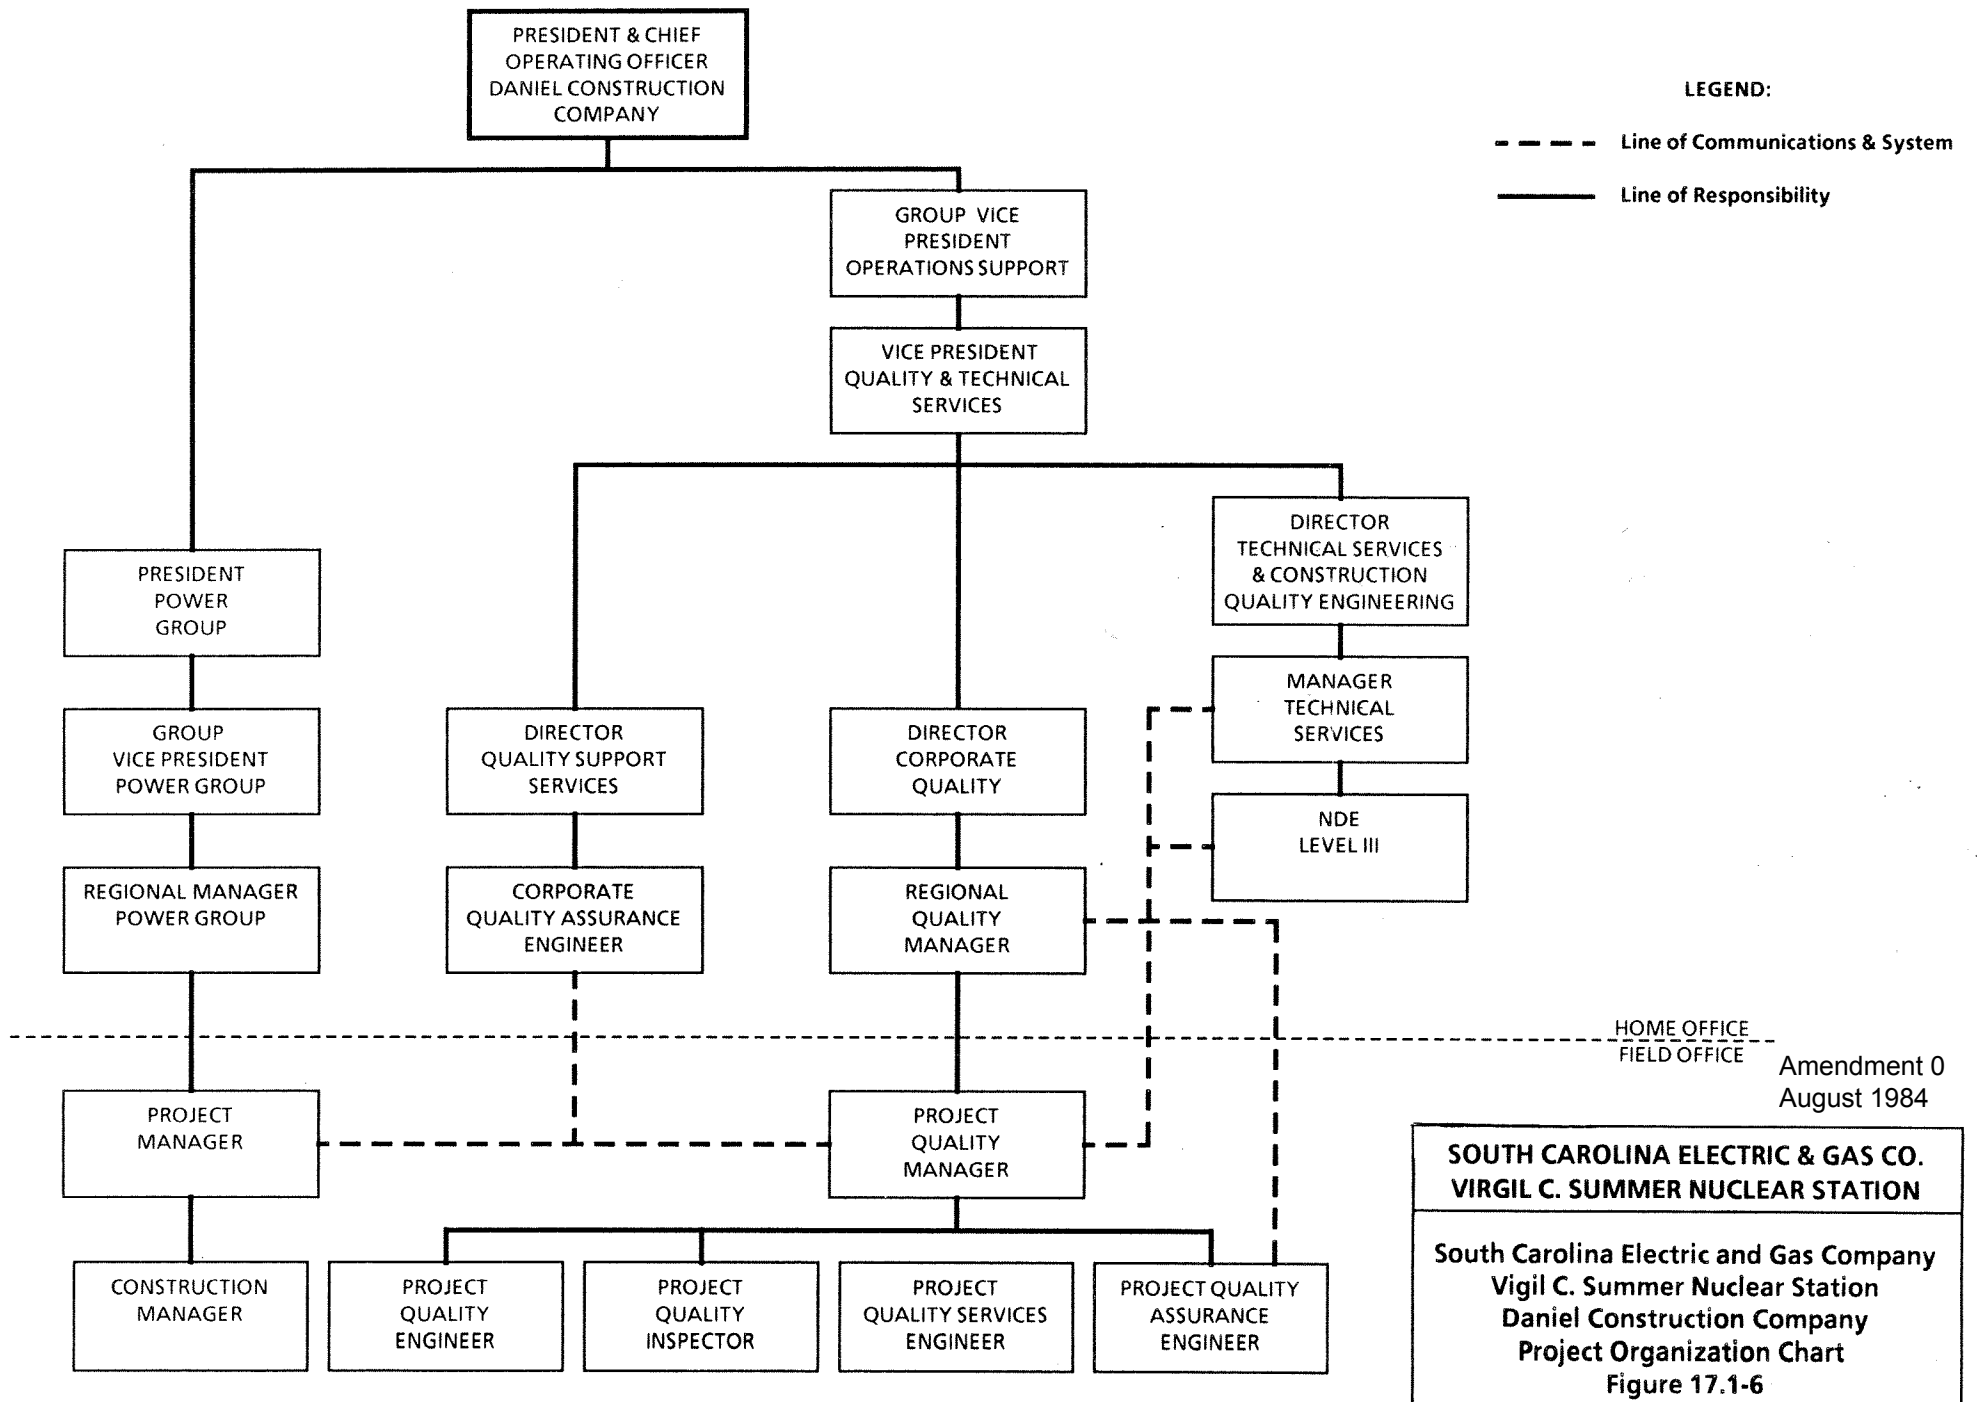 PRESIDENT & CHIEF
OPERATING OFFICER
DANIEL CONSTRUCTION
COMPANY
LEGEND:
Line of Communications & System
Line of Responsibility
GROUP VICE
PRESIDENT
OPERATIONS SUPPORT
VICE PRESIDENT
QUALITY & TECHNICAL
SERVICES
DIRECTOR
TECHNICAL SERVICES
& CONSTRUCTION
QUALITY ENGINEERING
PRESIDENT
POWER
GROUP
MANAGER
TECHNICAL
SERVICES
GROUP
VICE PRESIDENT
POWER GROUP
DIRECTOR
QUALITY SUPPORT
SERVICES
DIRECTOR
CORPORATE
QUALITY
NDE
LEVEL III
REGIONAL MANAGER
POWER GROUP
CORPORATE
QUALITY ASSURANCE
ENGINEER
REGIONAL
QUALITY
MANAGER
HOME OFFICE
FIELD OFFICE
Amendment 0
August 1984
PROJECT
MANAGER
PROJECT
QUALITY
MANAGER
CONSTRUCTION
MANAGER
PROJECT
QUALITY
ENGINEER
PROJECT
QUALITY
INSPECTOR
PROJECT
QUALITY SERVICES
ENGINEER
PROJECT QUALITY
ASSURANCE
ENGINEER
SOUTH CAROLINA ELECTRIC & GAS CO.
VIRGIL C. SUMMER NUCLEAR STATION
South Carolina Electric and Gas Company
Vigil C. Summer Nuclear Station
Daniel Construction Company
Project Organization Chart
Figure 17.1-6